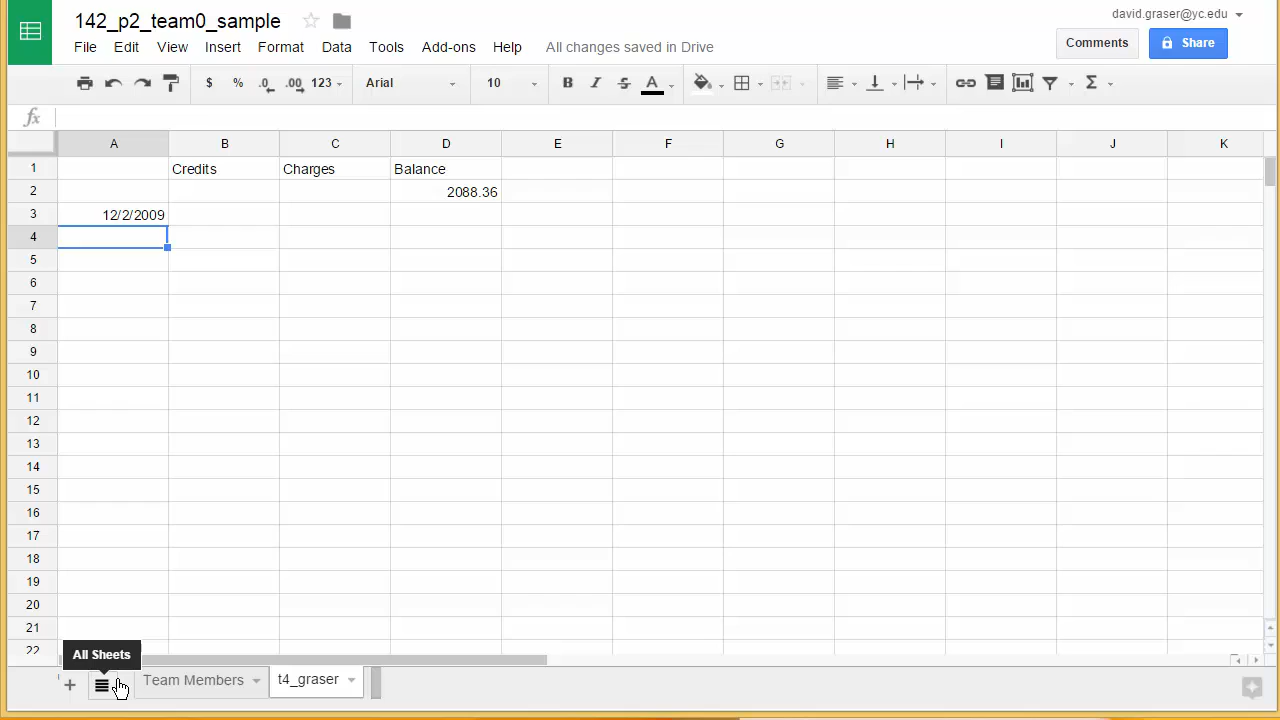 142_p2_team0_sample
david.graser@yc.edu
File Edit View Insert Format Data Tools Add-ons Help All changes saved in Drive
Comments Share
$ % .0 .00 123 Arial 10 B I S A Σ
fx
A B C D E F G H I J K
1 Credits Charges Balance
2 2088.36
3 12/2/2009
4
5
6
7
8
9
10
11
12
13
14
15
16
17
18
19
20
21
22
All Sheets
+ Team Members t4_graser